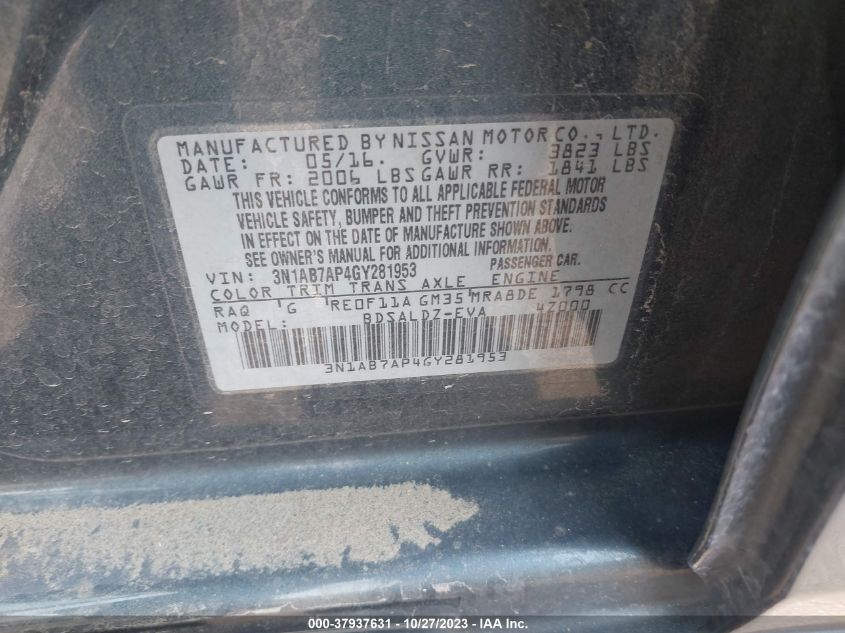 MANUFACTURED BY NISSAN MOTOR CO., LTD.
DATE: 05/16. GVWR: 3823 LBS
GAWR FR: 2006 LBS GAWR RR: 1841 LBS
THIS VEHICLE CONFORMS TO ALL APPLICABLE FEDERAL MOTOR
VEHICLE SAFETY, BUMPER AND THEFT PREVENTION STANDARDS
IN EFFECT ON THE DATE OF MANUFACTURE SHOWN ABOVE.
SEE OWNER'S MANUAL FOR ADDITIONAL INFORMATION.
VIN: 3N1AB7AP4GY281953 PASSENGER CAR.
COLOR TRIM TRANS AXLE ENGINE
RAQ 'G RE0F11A GM35 MRA8DE 1798 CC
MODEL: BDSALDZ-EVA 4Z000
3N1AB7AP4GY281953
000-37937631 - 10/27/2023 - IAA Inc.